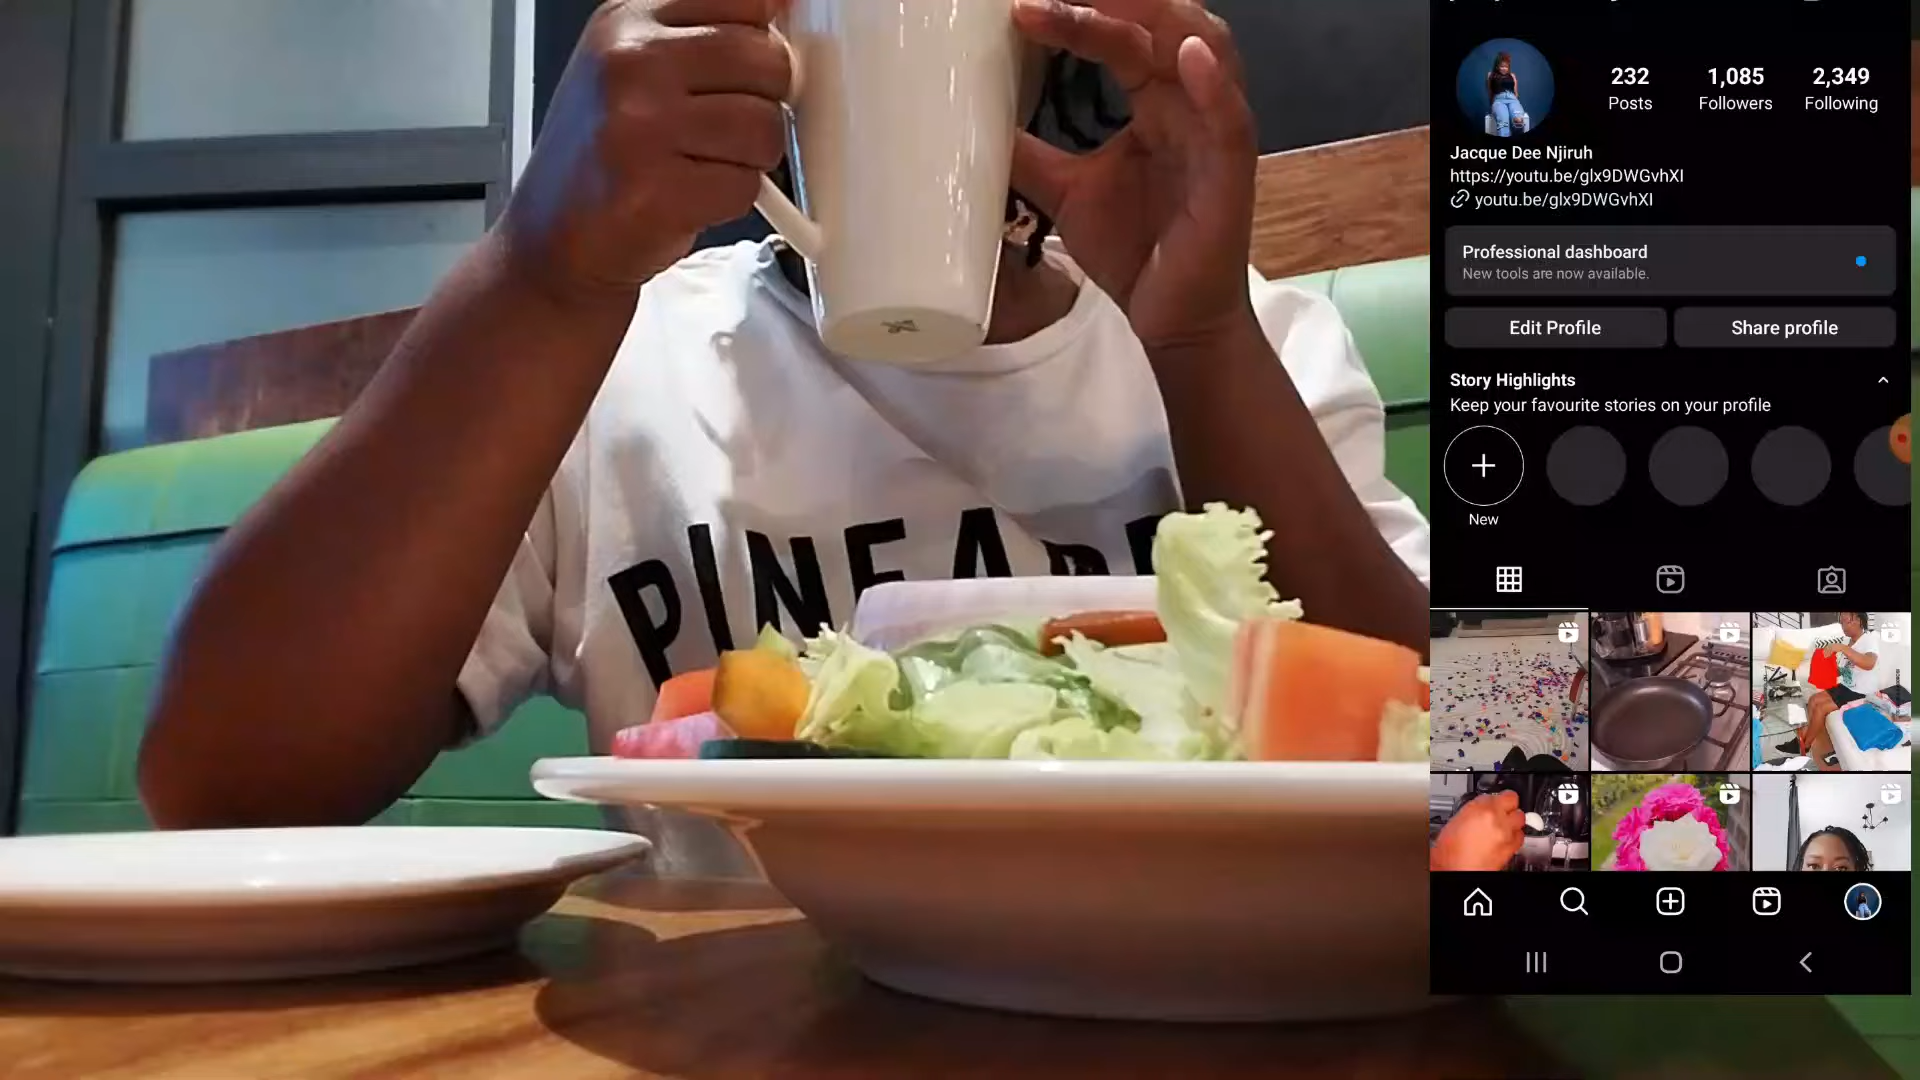 PINEAPP
232
Posts
1,085
Followers
2,349
Following
Jacque Dee Njiruh
https://youtu.be/glx9DWGvhXI
youtu.be/glx9DWGvhXI
Professional dashboard
New tools are now available.
Edit Profile
Share profile
Story Highlights
Keep your favourite stories on your profile
New